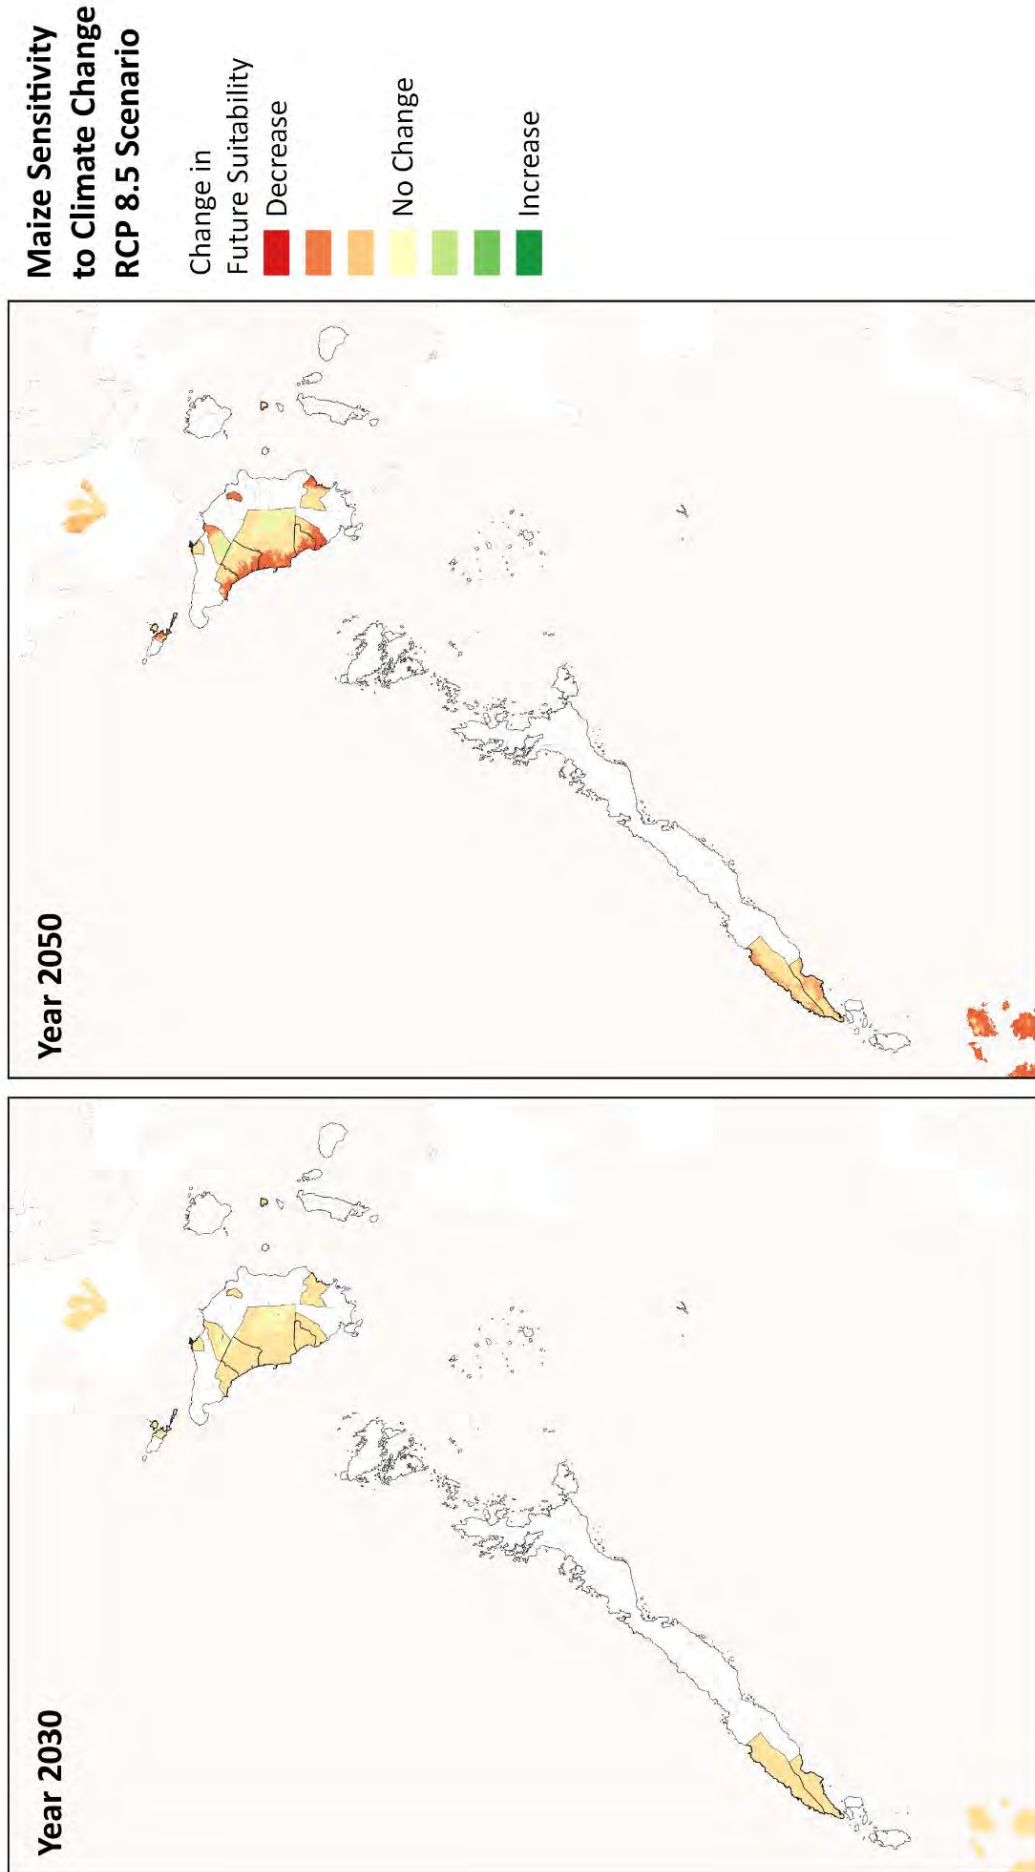 Maize Sensitivity
to Climate Change
RCP 8.5 Scenario
Change in
Future Suitability
Decrease
No Change
Increase
Year 2030
Year 2050